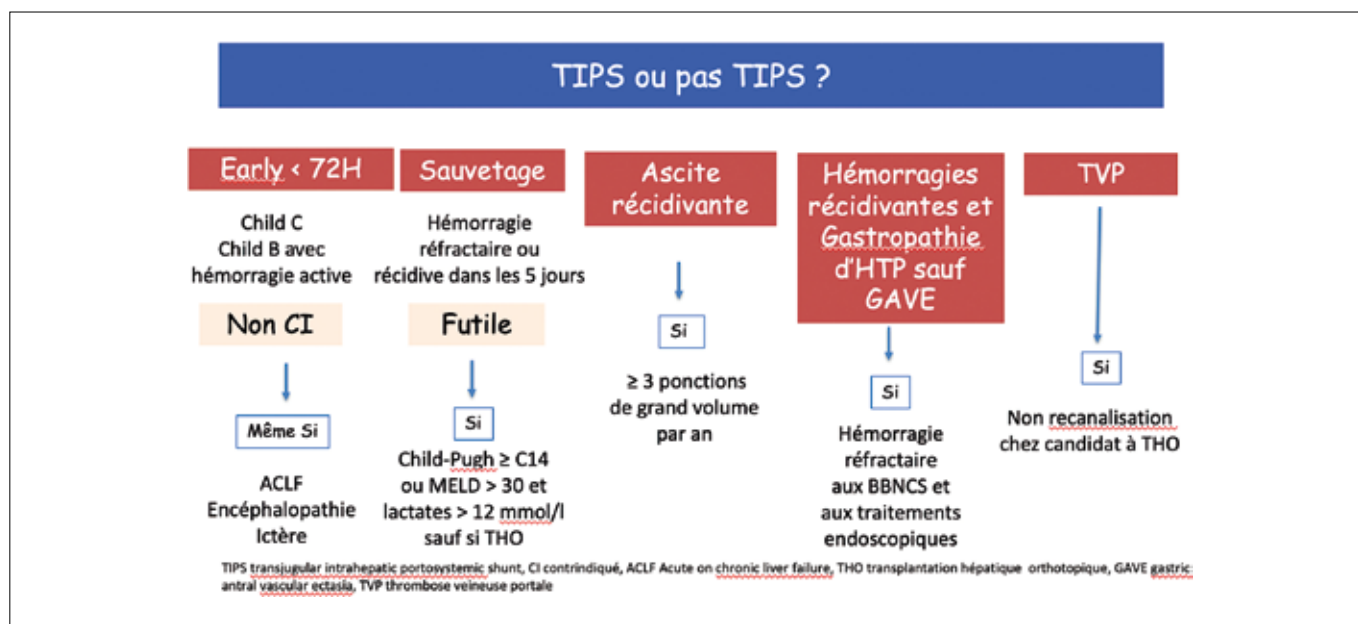 TIPS ou pas TIPS ?
Early < 72H
Child C
Child B avec
hémorragie active
Non CI
Même Si
ACLF
Encéphalopathie
Ictère
Sauvetage
Hémorragie
réfractaire ou
récidive dans les 5 jours
Futile
Si
Child-Pugh ≥ C14
ou MELD > 30 et
lactates > 12 mmol/l
sauf si THO
Ascite
récidivante
Si
≥ 3 ponctions
de grand volume
par an
Hémorragies
récidivantes et
Gastropathie
d'HTP sauf
GAVE
Si
Hémorragie
réfractaire
aux BBNCS et
aux traitements
endoscopiques
TVP
Si
Non recanalisation
chez candidat à THO
TIPS transjugular intrahepatic portosystemic shunt, CI contrindiqué, ACLF Acute on chronic liver failure, THO transplantation hépatique orthotopique, GAVE gastric
antral vascular ectasia, TVP thrombose veineuse portale